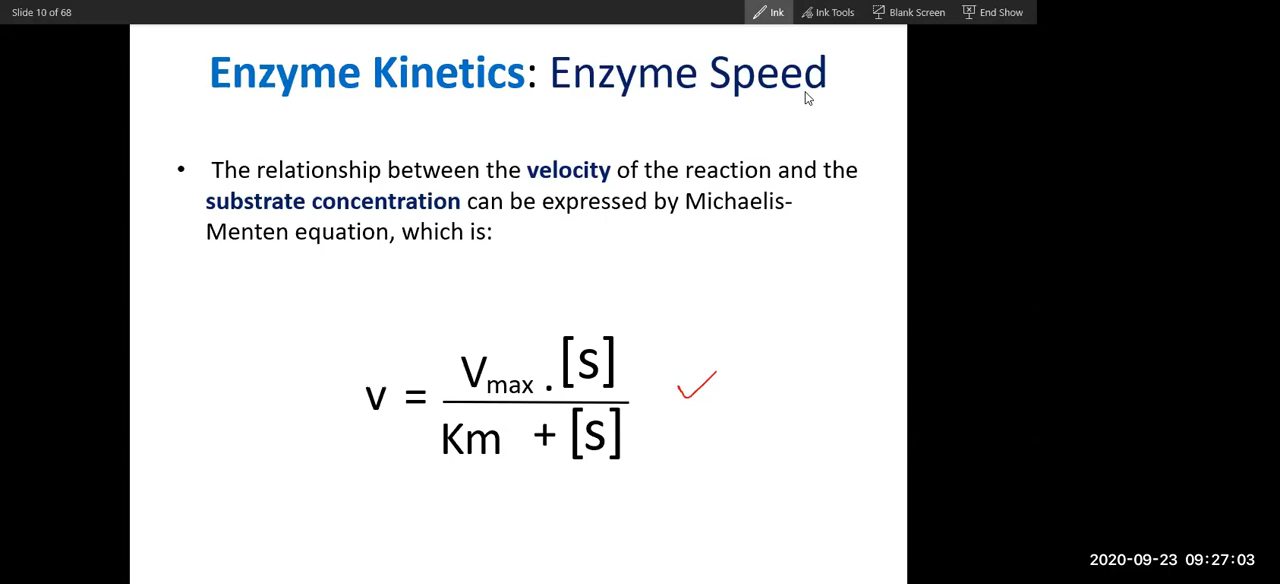 Slide 10 of 68
Ink
Ink Tools
Blank Screen
End Show
Enzyme Kinetics: Enzyme Speed
• The relationship between the velocity of the reaction and the
substrate concentration can be expressed by Michaelis-
Menten equation, which is:
Vmax . [s]
v =
Km + [s]
2020-09-23 09:27:03